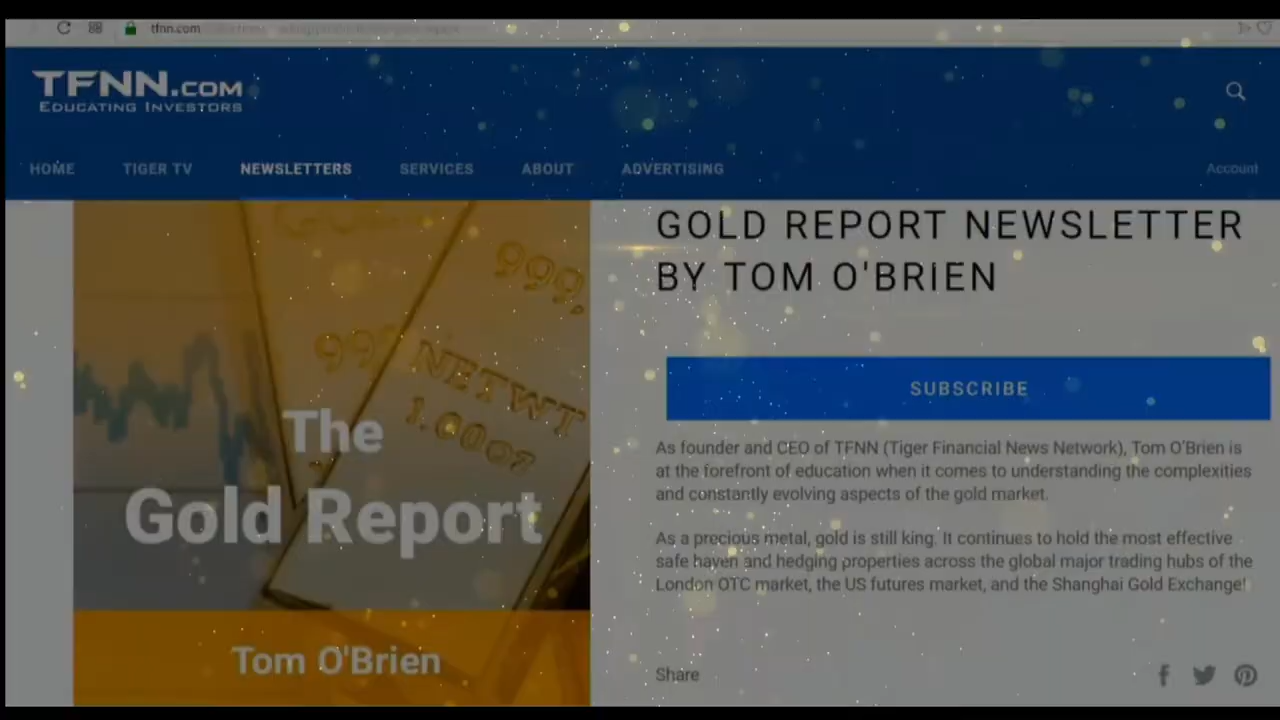 tfnn.com
TFNN.COM
EDUCATING INVESTORS
HOME TIGER TV NEWSLETTERS SERVICES ABOUT ADVERTISING Account
GOLD REPORT NEWSLETTER
BY TOM O'BRIEN
SUBSCRIBE
As founder and CEO of TFNN (Tiger Financial News Network), Tom O'Brien is
at the forefront of education when it comes to understanding the complexities
and constantly evolving aspects of the gold market.
As a precious metal, gold is still king. It continues to hold the most effective
safe haven and hedging properties across the global major trading hubs of the
London OTC market, the US futures market, and the Shanghai Gold Exchange!
Share
999,
NETWT
1.00oz
The
Gold Report
Tom O'Brien